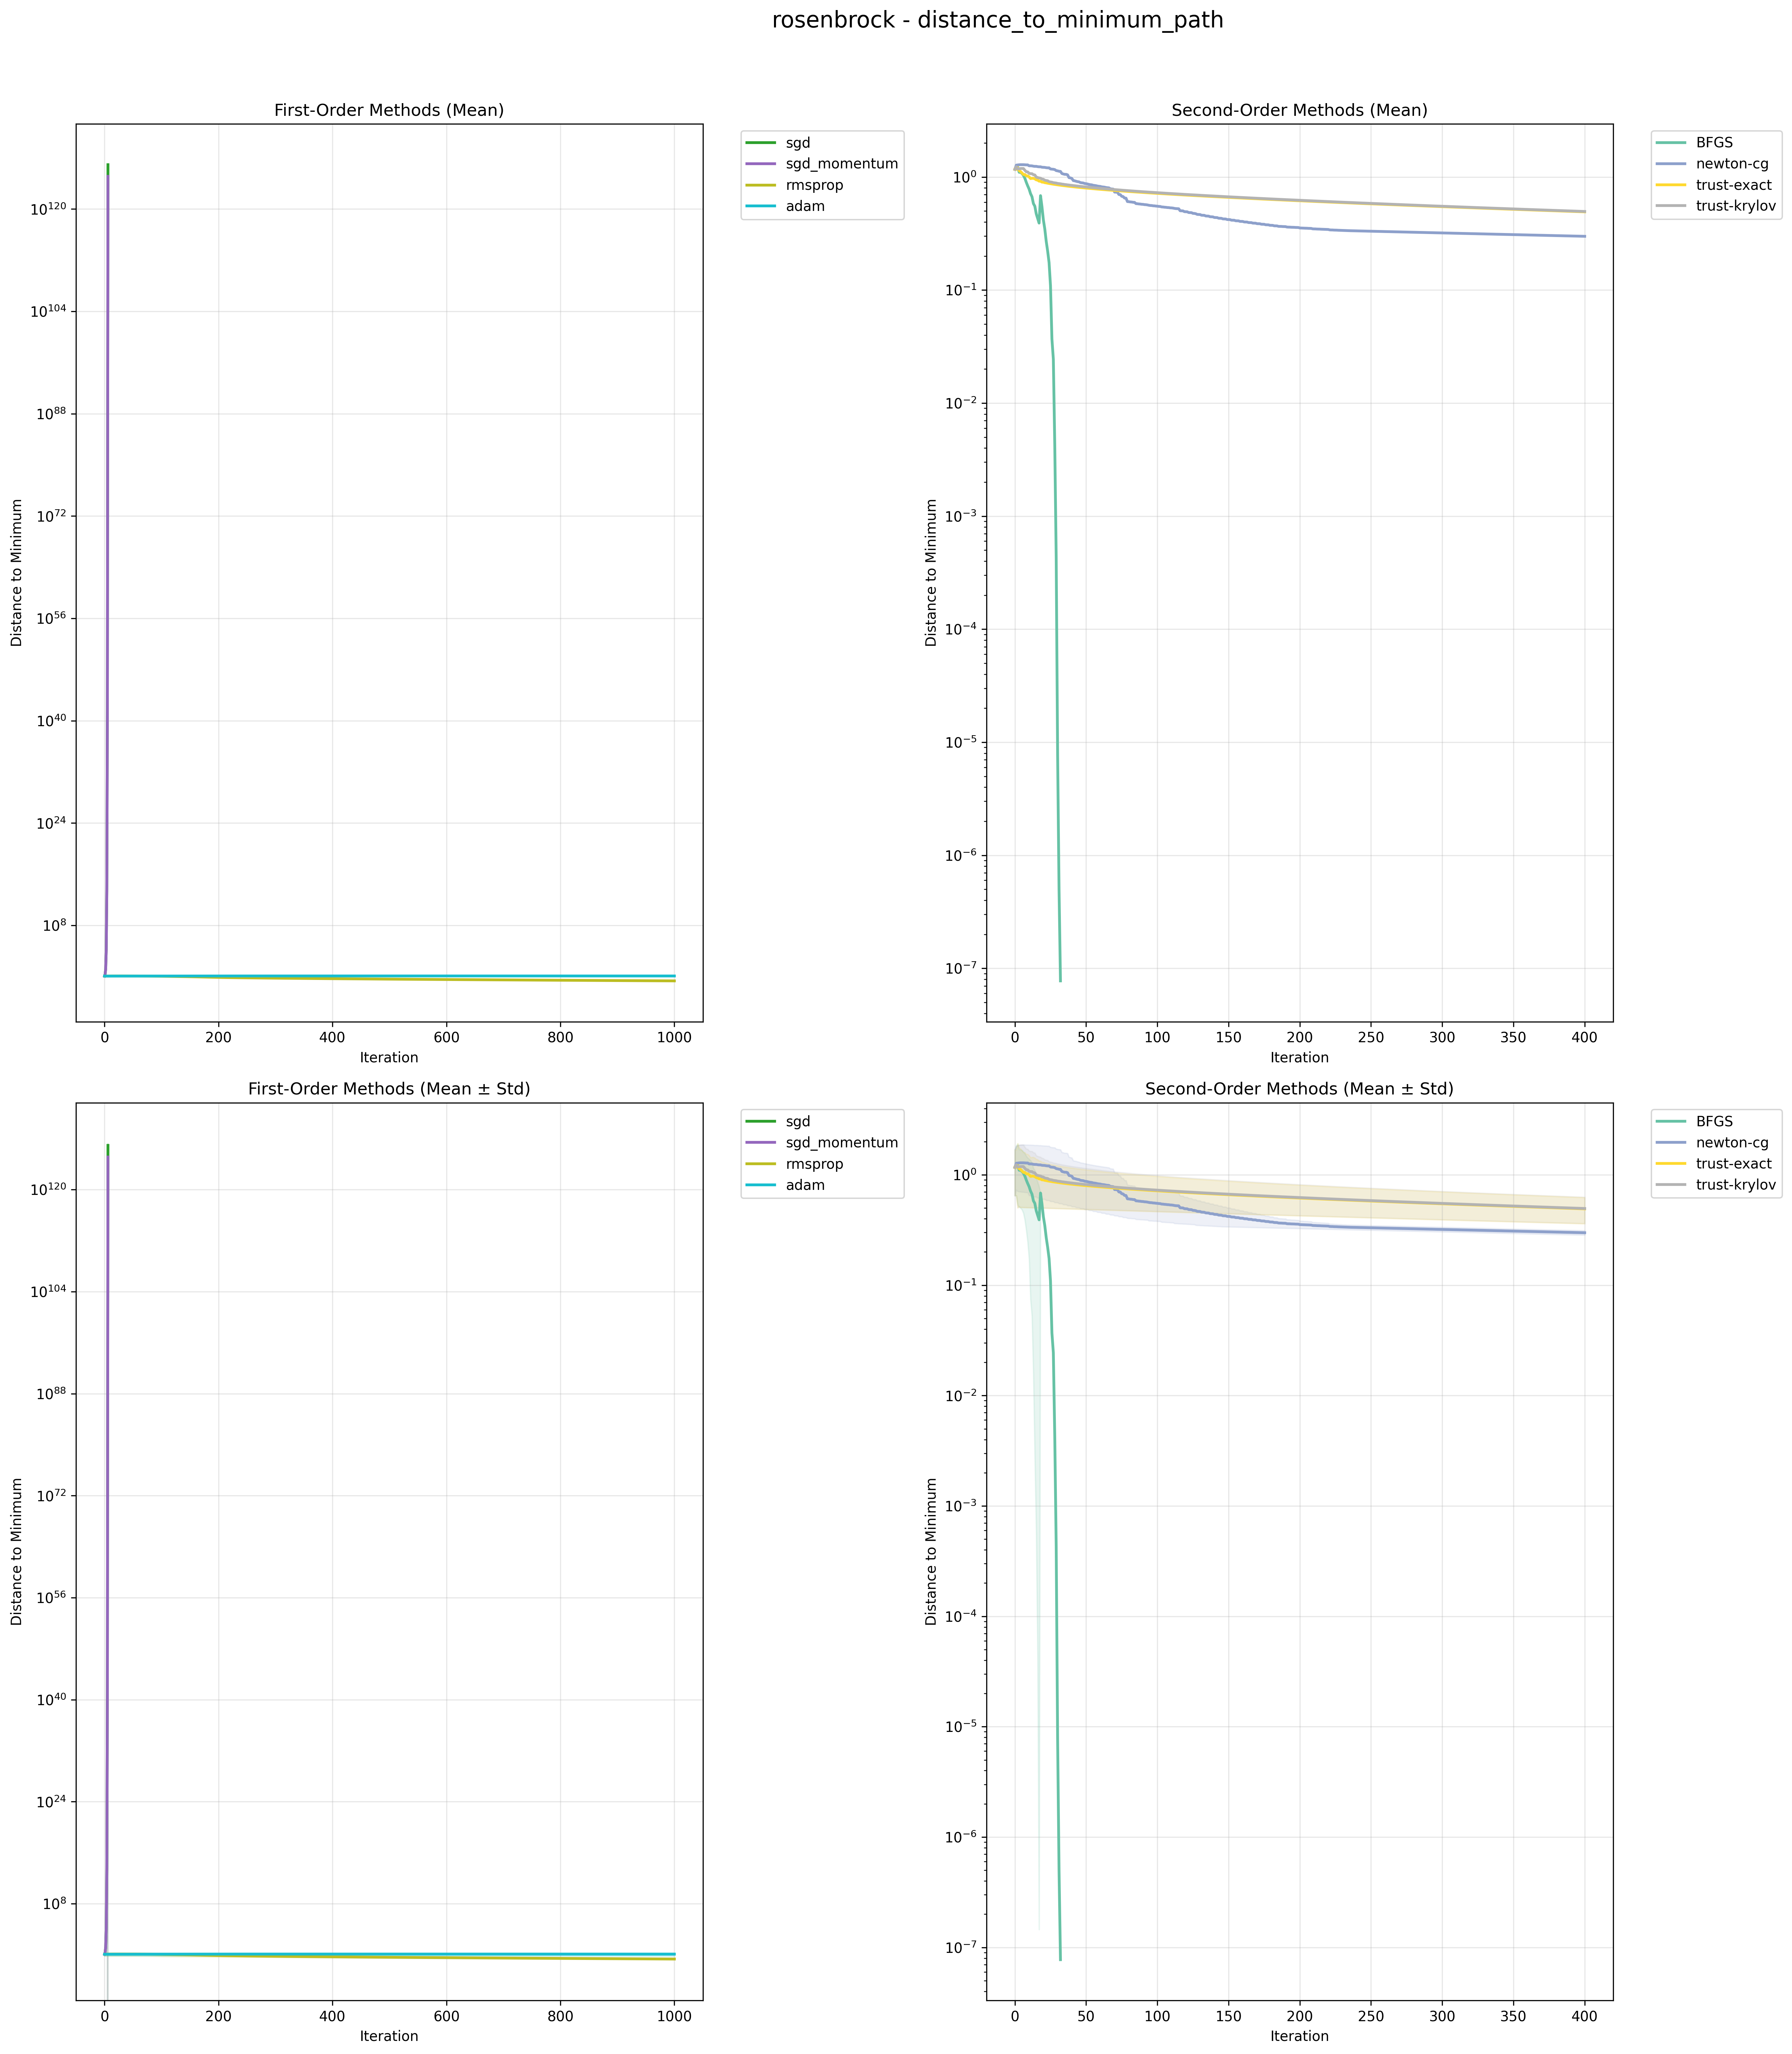 rosenbrock - distance_to_minimum_path
First-Order Methods (Mean)
Distance to Minimum
10^120
10^104
10^88
10^72
10^56
10^40
10^24
10^8
0 200 400 600 800 1000
Iteration
sgd
sgd_momentum
rmsprop
adam
Second-Order Methods (Mean)
Distance to Minimum
10^0
10^−1
10^−2
10^−3
10^−4
10^−5
10^−6
10^−7
0 50 100 150 200 250 300 350 400
Iteration
BFGS
newton-cg
trust-exact
trust-krylov
First-Order Methods (Mean ± Std)
Distance to Minimum
10^120
10^104
10^88
10^72
10^56
10^40
10^24
10^8
0 200 400 600 800 1000
Iteration
sgd
sgd_momentum
rmsprop
adam
Second-Order Methods (Mean ± Std)
Distance to Minimum
10^0
10^−1
10^−2
10^−3
10^−4
10^−5
10^−6
10^−7
0 50 100 150 200 250 300 350 400
Iteration
BFGS
newton-cg
trust-exact
trust-krylov